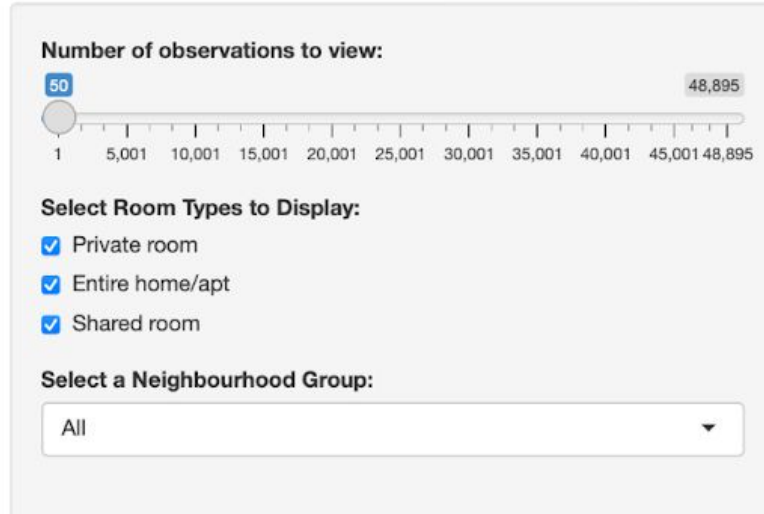 Number of observations to view:
50 48,895
1 5,001 10,001 15,001 20,001 25,001 30,001 35,001 40,001 45,001 48,895
Select Room Types to Display:
Private room
Entire home/apt
Shared room
Select a Neighbourhood Group:
All